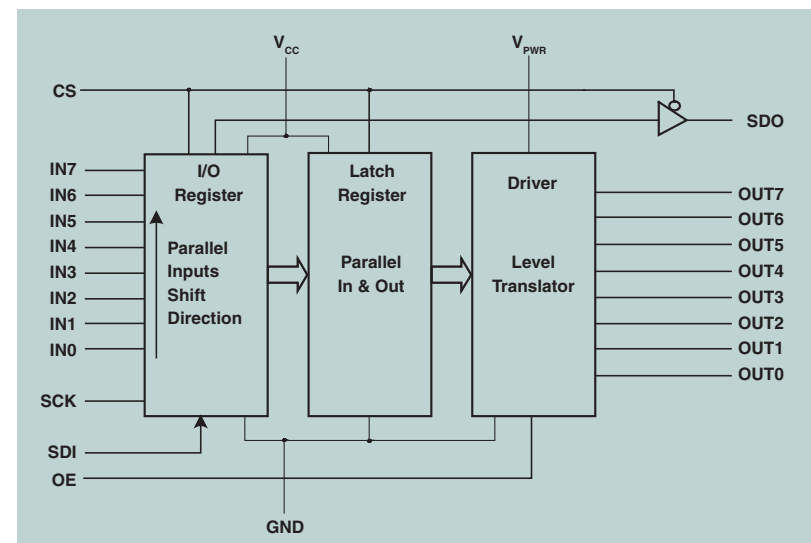 VCC
VPWR
CS
SDO
IN7
IN6
IN5
IN4
IN3
IN2
IN1
IN0
SCK
SDI
OE
I/O
Register
Parallel
Inputs
Shift
Direction
Latch
Register
Parallel
In & Out
Driver
Level
Translator
OUT7
OUT6
OUT5
OUT4
OUT3
OUT2
OUT1
OUT0
GND